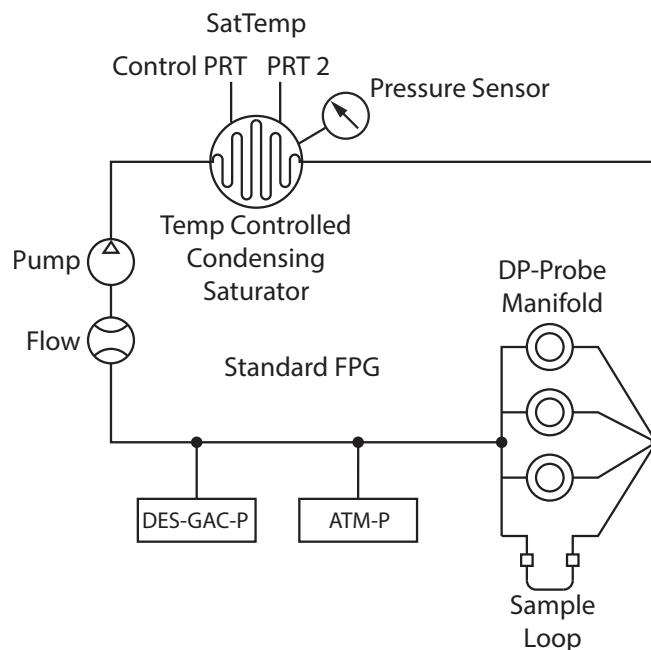 SatTemp
Control PRT PRT 2
Pressure Sensor
Temp Controlled
Condensing
Saturator
Pump
DP-Probe
Manifold
Flow
Standard FPG
DES-GAC-P
ATM-P
Sample
Loop